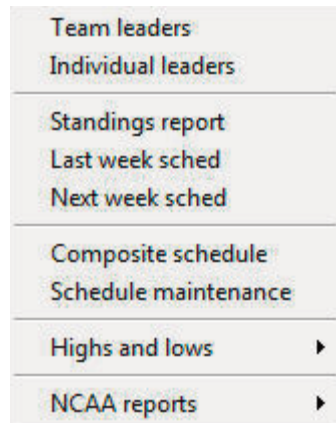 Team leaders
Individual leaders
Standings report
Last week sched
Next week sched
Composite schedule
Schedule maintenance
Highs and lows
NCAA reports